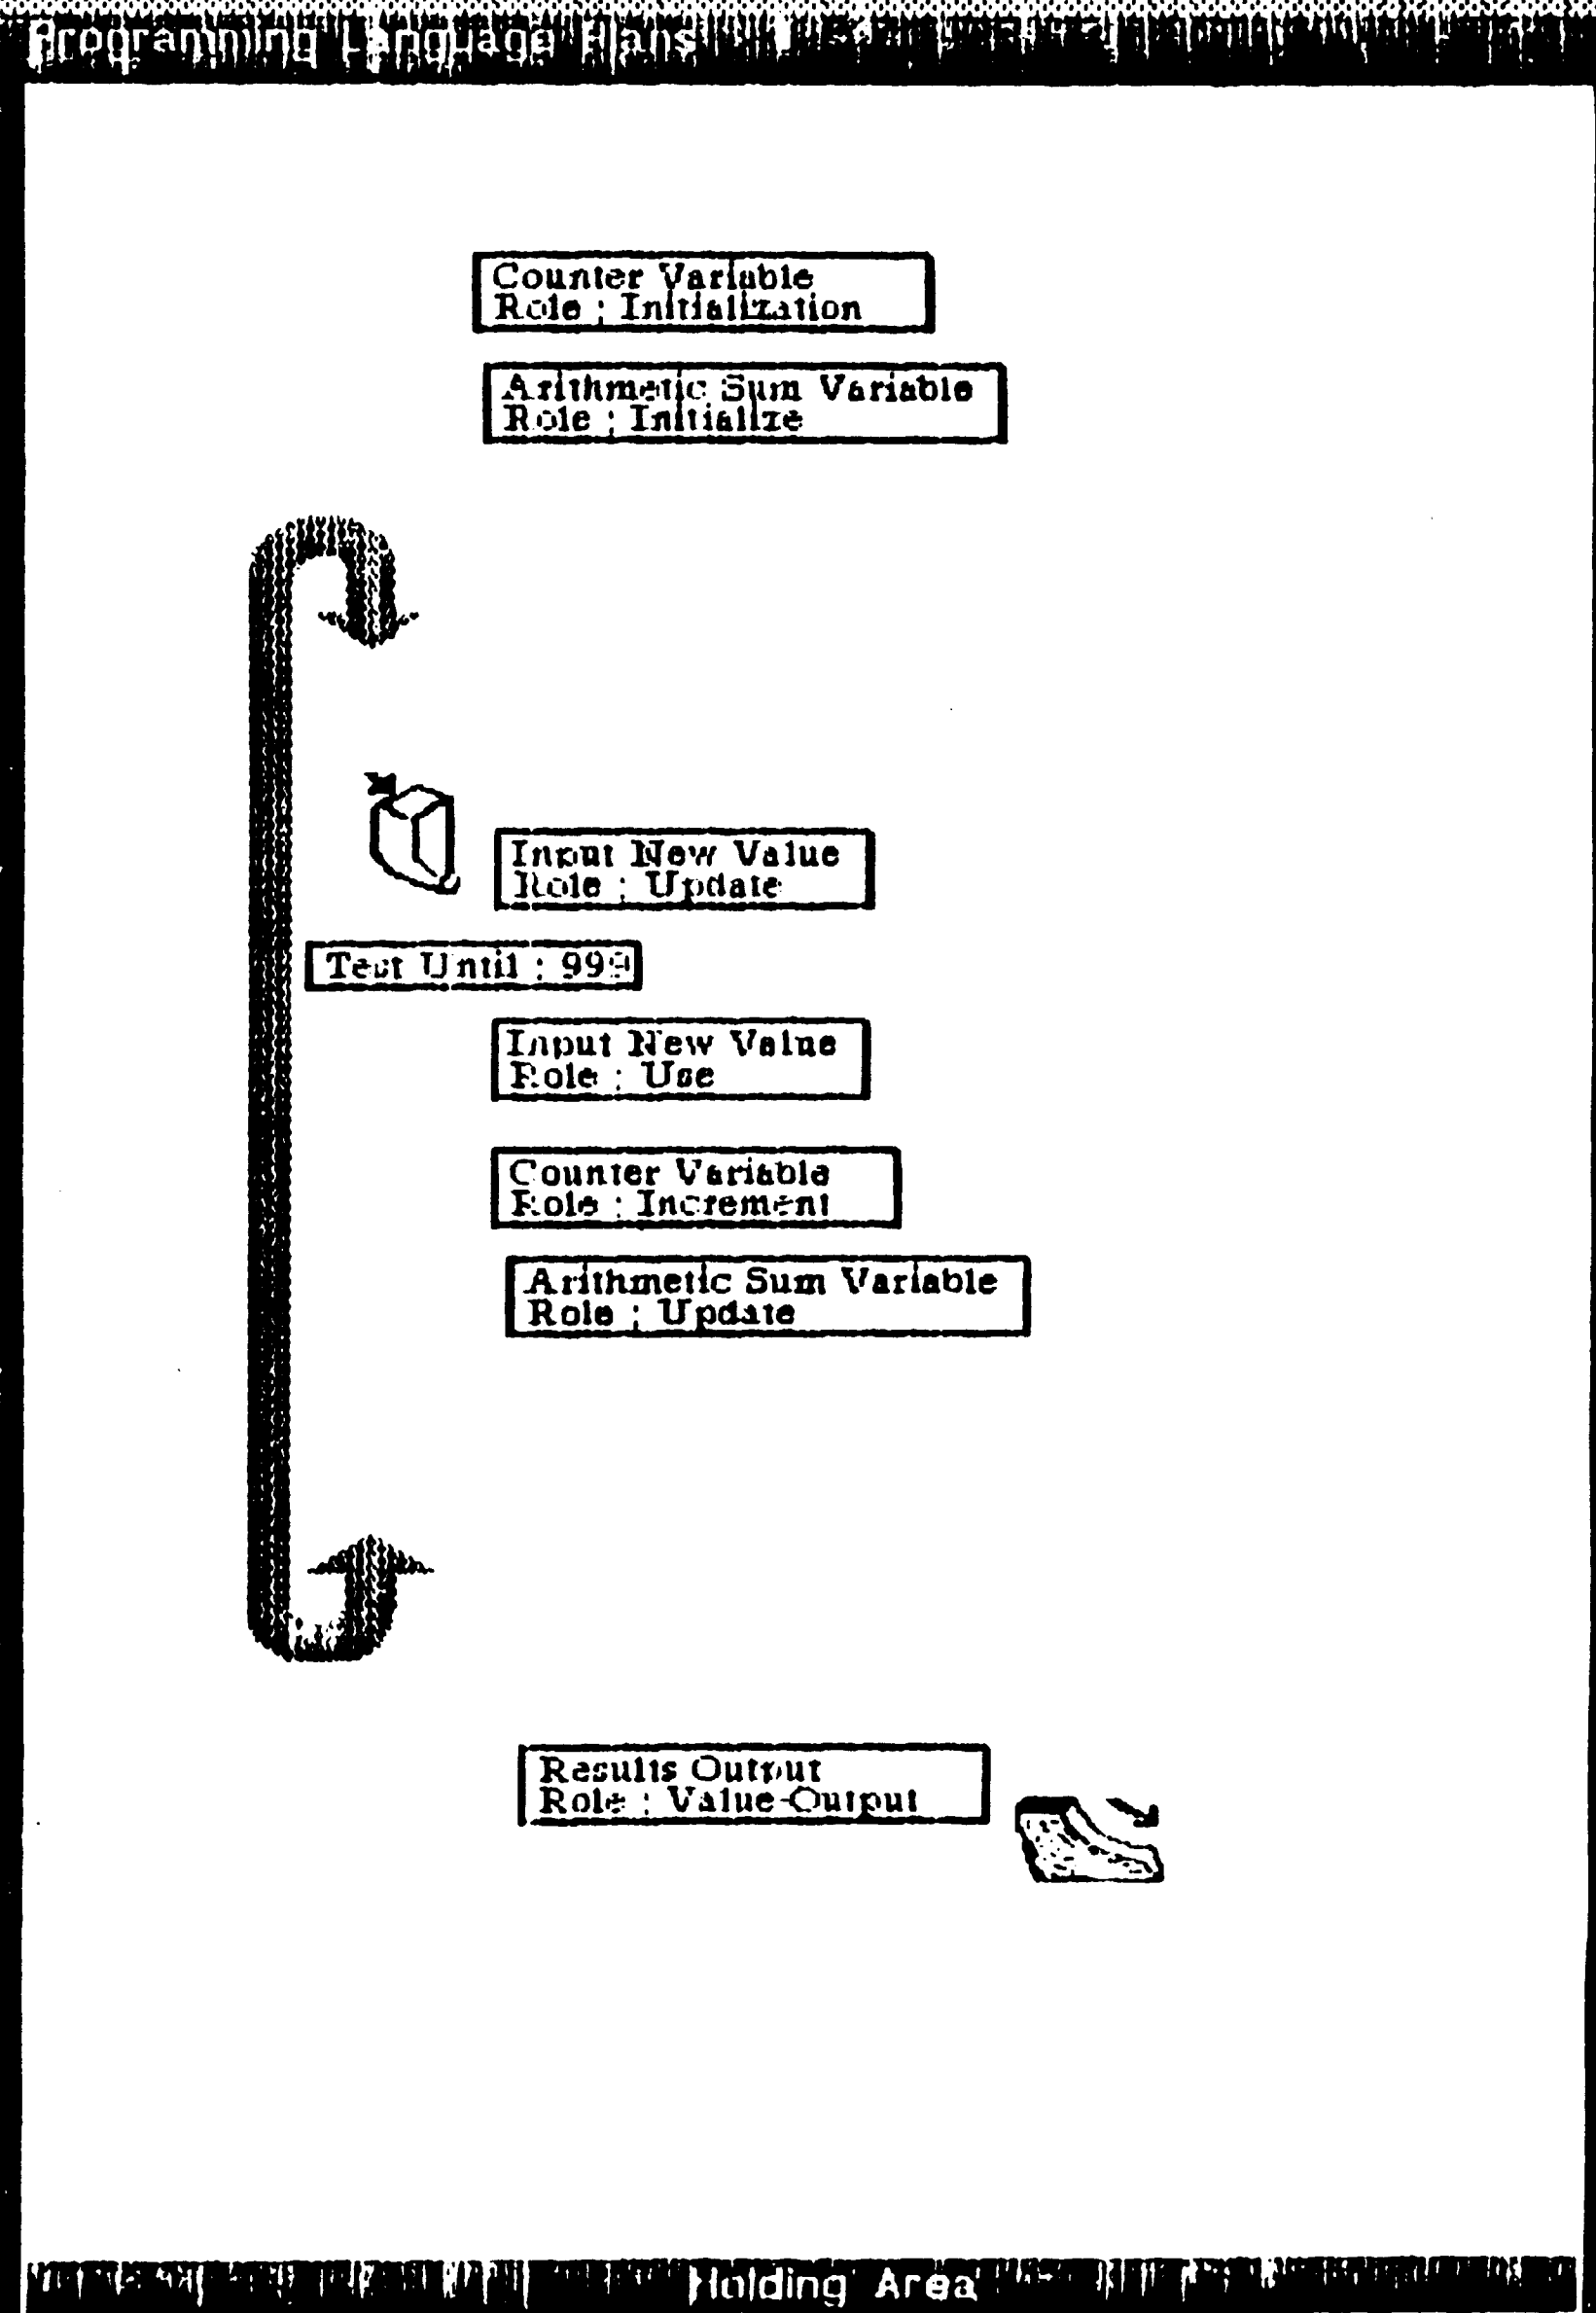 Programming Language Plans
Counter Variable
Role : Initialization
Arithmetic Sum Variable
Role : Initialize
Input New Value
Role : Update
Test Until : 999
Input New Value
Role : Use
Counter Variable
Role : Increment
Arithmetic Sum Variable
Role : Update
Results Output
Role : Value-Output
Holding Area